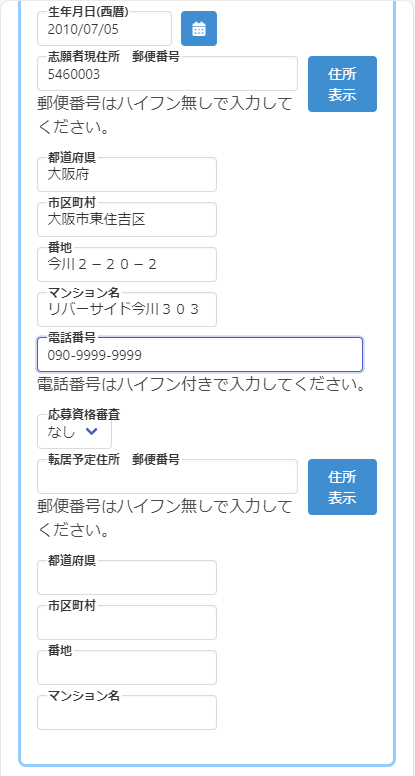 生年月日(西暦)
2010/07/05
志願者現住所　郵便番号
5460003
住所
表示
郵便番号はハイフン無しで入力して
ください。
都道府県
大阪府
市区町村
大阪市東住吉区
番地
今川２－２０－２
マンション名
リバーサイド今川３０３
電話番号
090-9999-9999
電話番号はハイフン付きで入力してください。
応募資格審査
なし
転居予定住所　郵便番号
住所
表示
郵便番号はハイフン無しで入力して
ください。
都道府県
市区町村
番地
マンション名